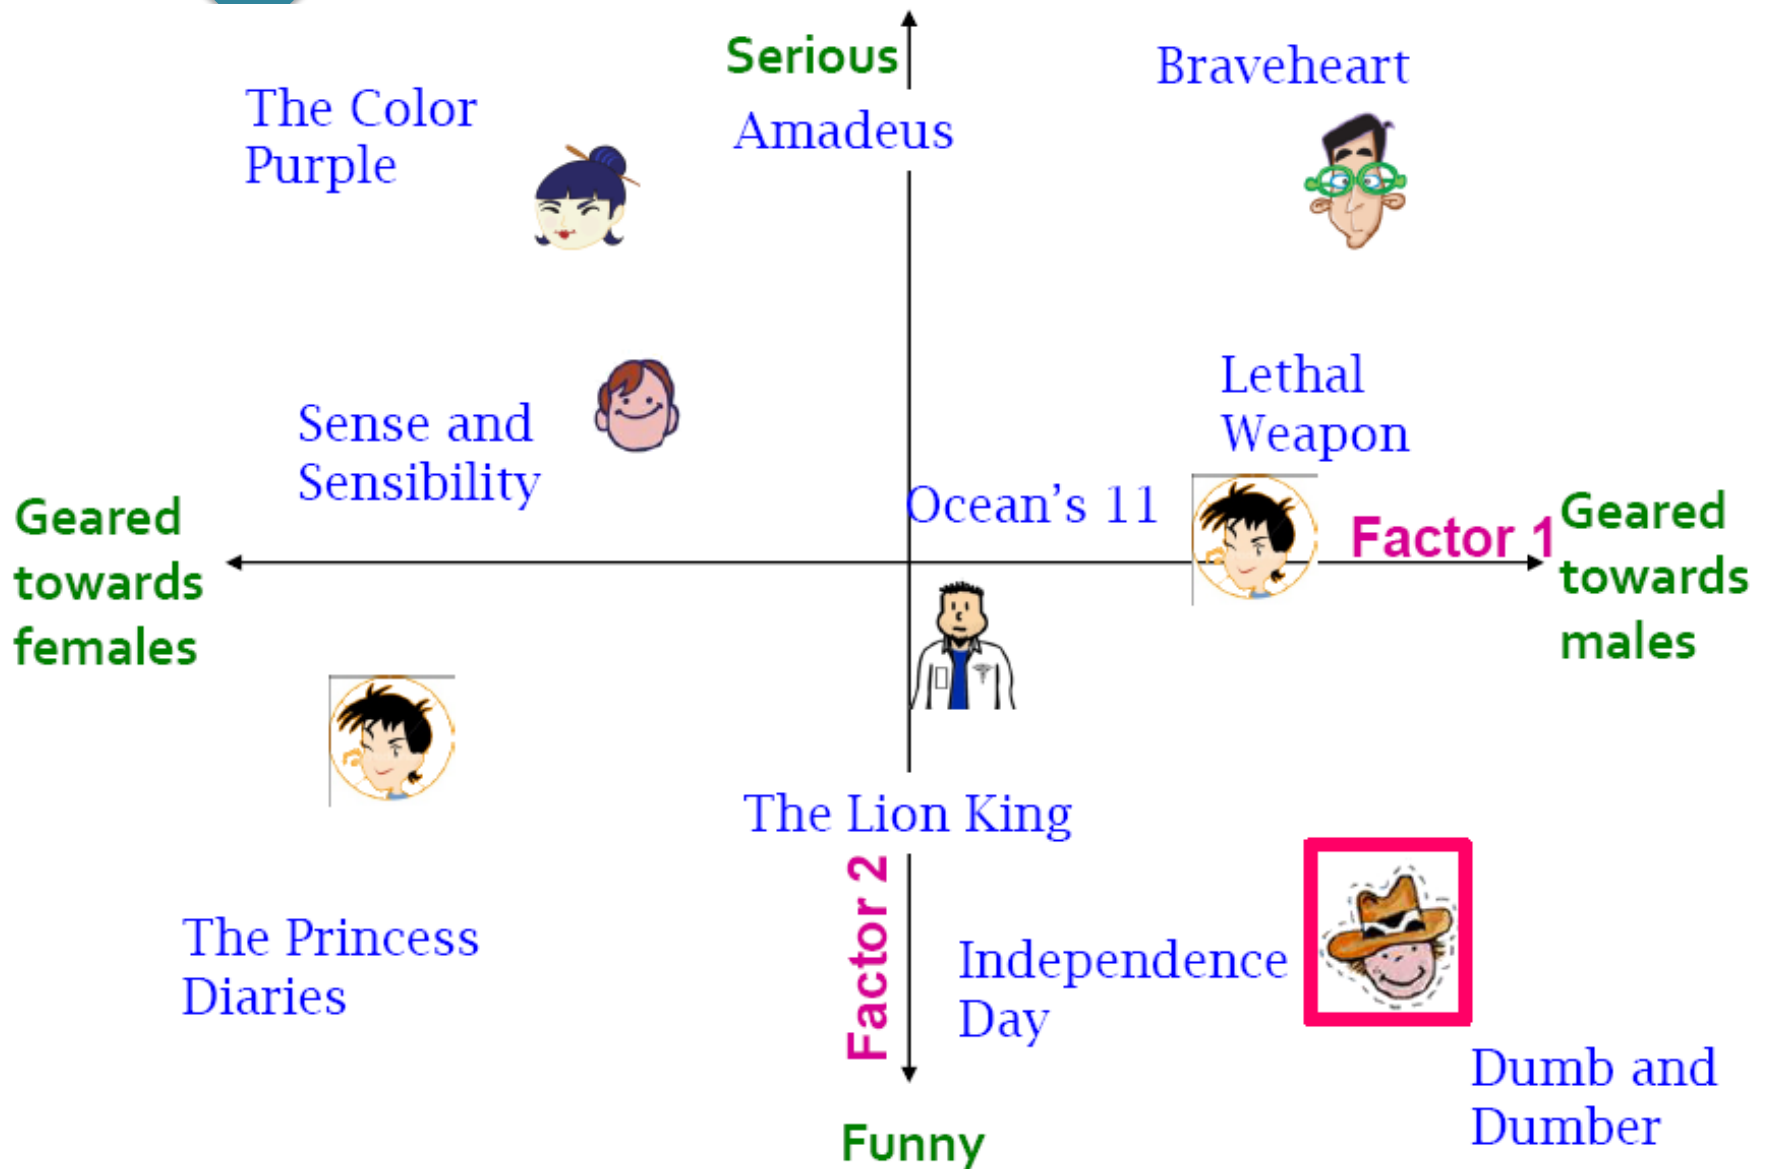 Serious
Braveheart
The Color
Purple
Amadeus
Lethal
Weapon
Sense and
Sensibility
Ocean’s 11
Geared
towards
females
Factor 1
Geared
towards
males
The Lion King
Factor 2
The Princess
Diaries
Independence
Day
Dumb and
Dumber
Funny